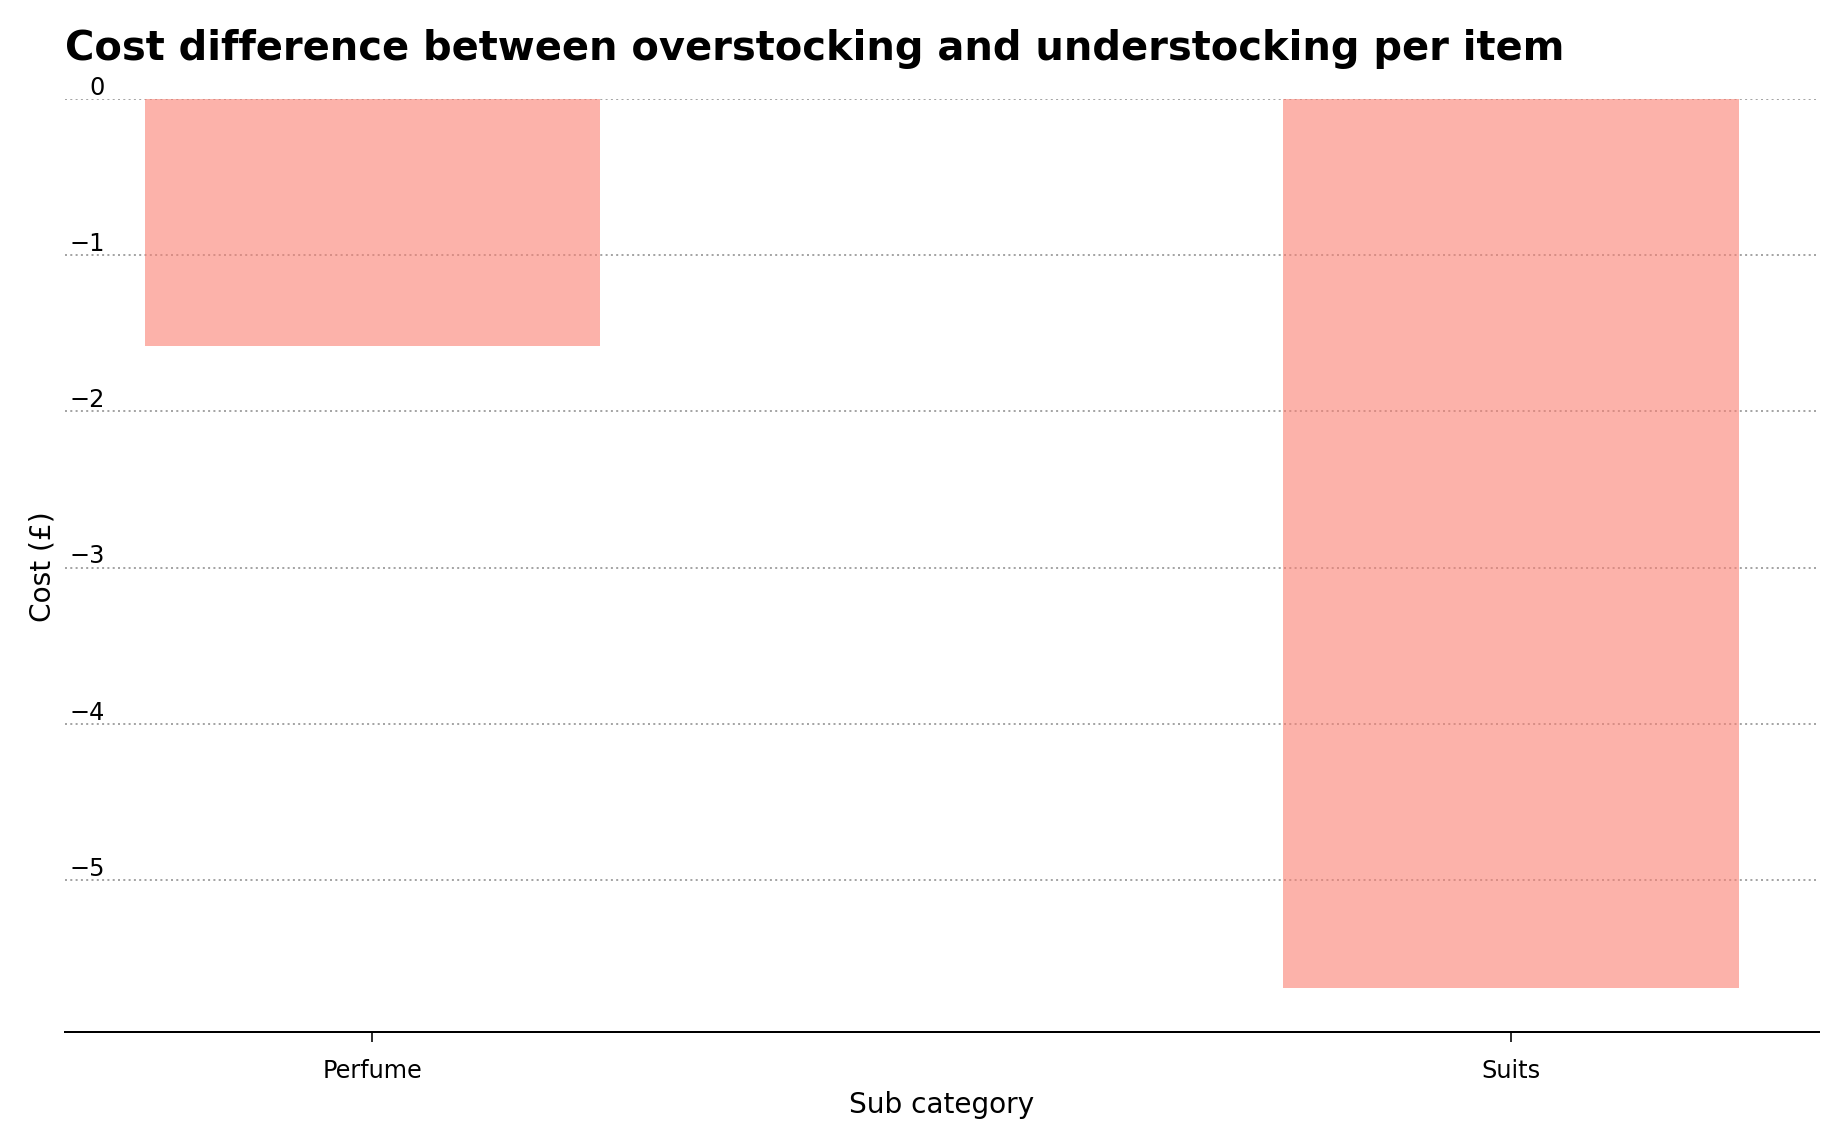 Cost difference between overstocking and understocking per item
0
−1
−2
−3
−4
−5
Cost (£)
Perfume
Suits
Sub category